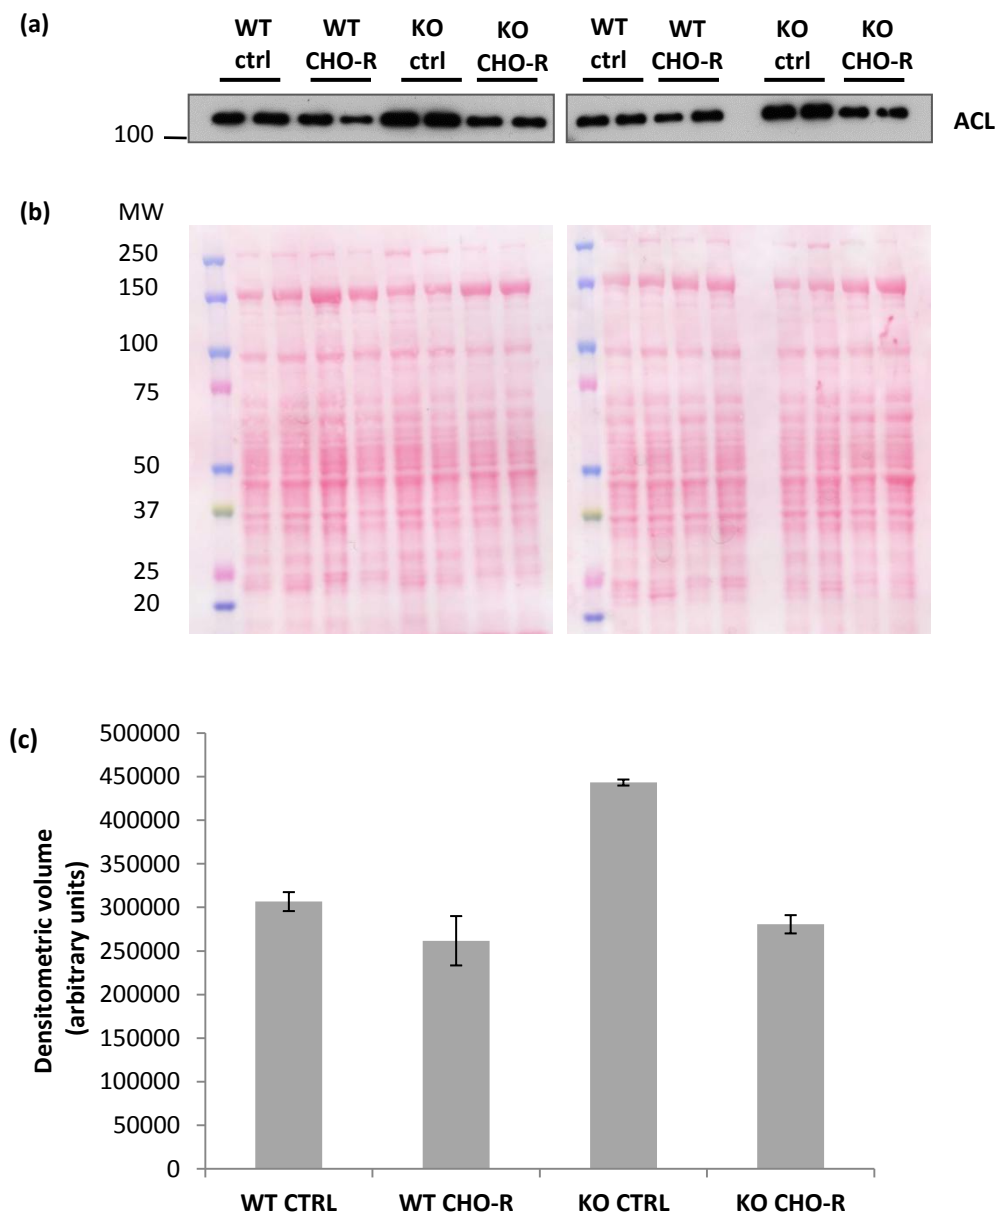 (a)
WT WT KO KO WT WT KO KO
ctrl CHO-R ctrl CHO-R ctrl CHO-R ctrl CHO-R
100
ACL
(b)
MW
250
150
100
75
50
37
25
20
(c)
Densitometric volume
(arbitrary units)
500000
450000
400000
350000
300000
250000
200000
150000
100000
50000
0
WT CTRL WT CHO-R KO CTRL KO CHO-R